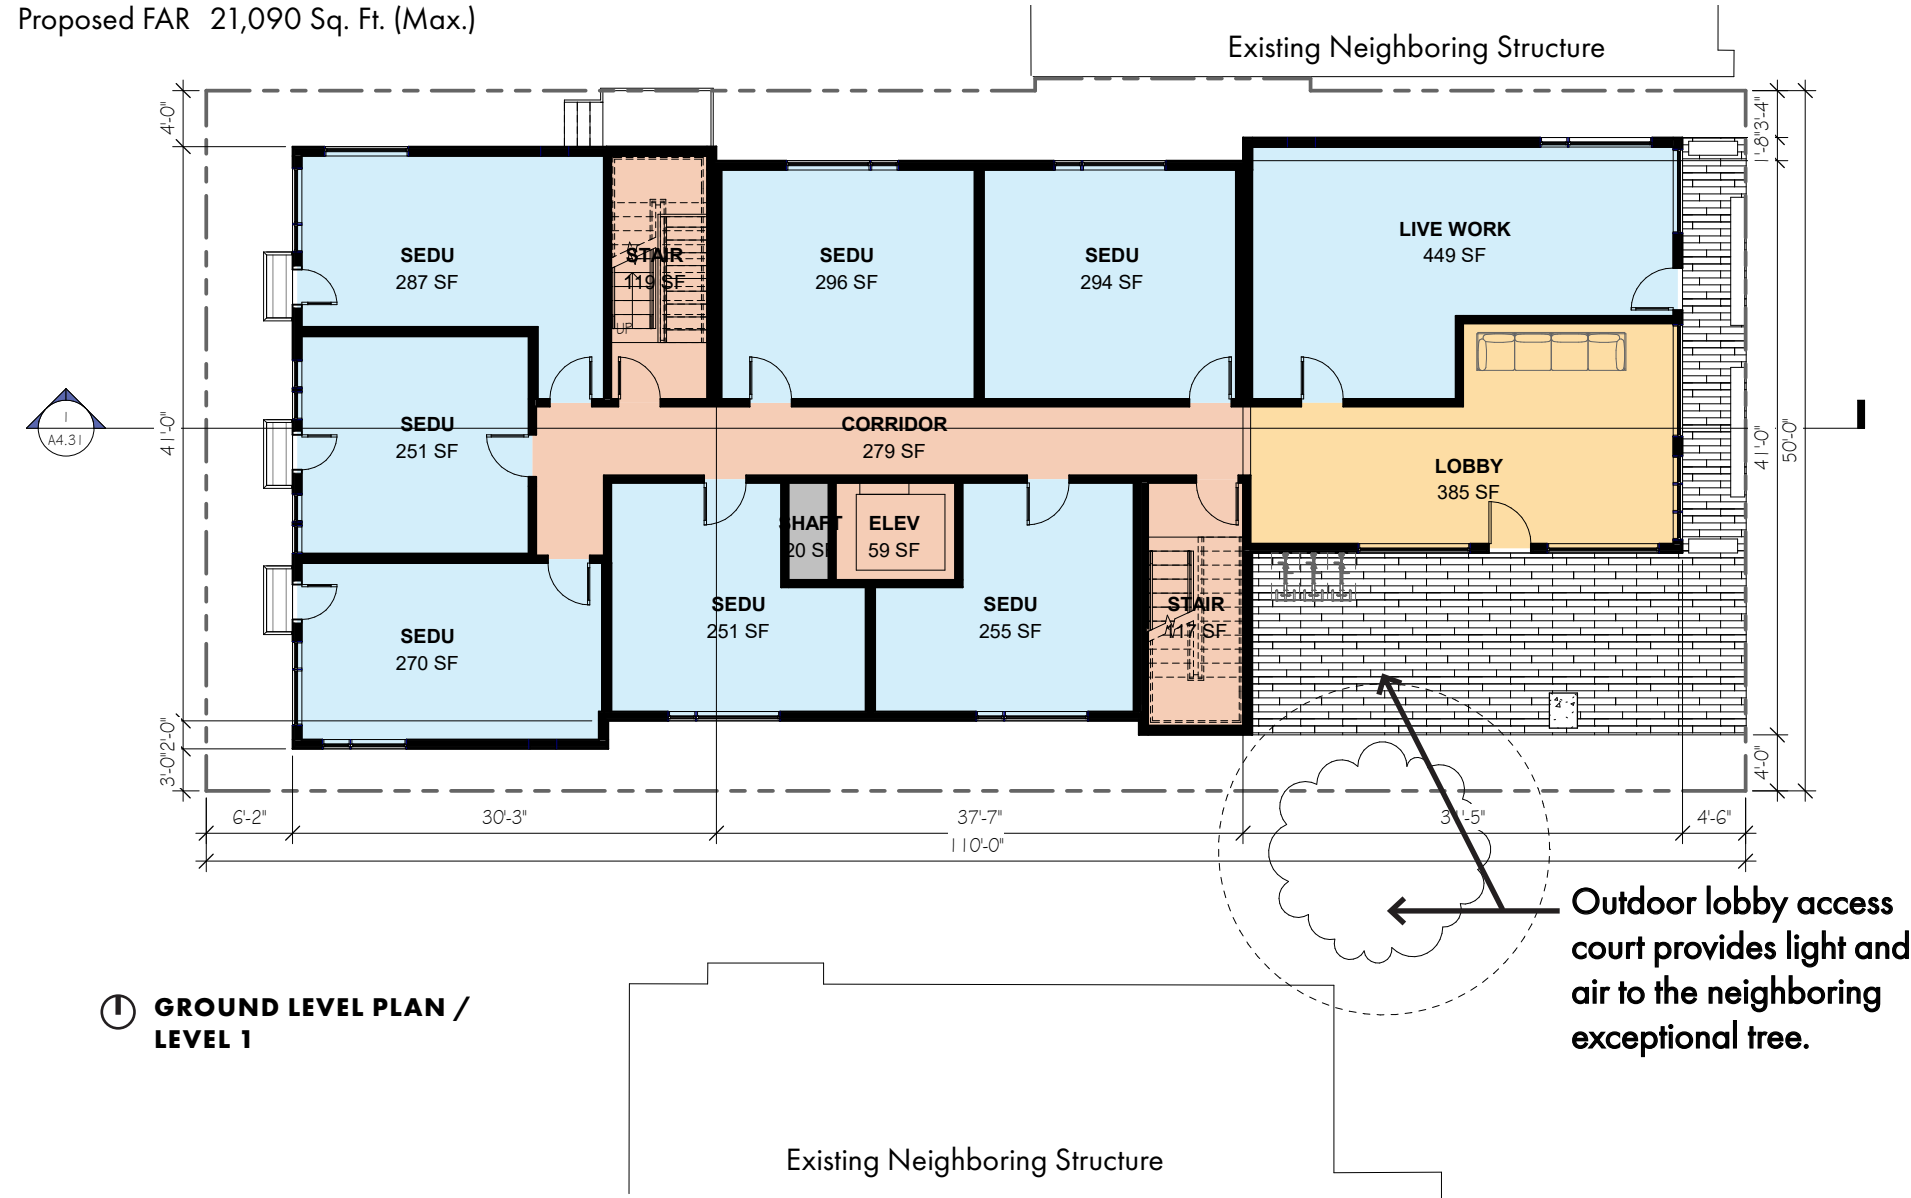 Proposed FAR 21,090 Sq. Ft. (Max.)
Existing Neighboring Structure
4'-0"
3'-4"
1'-8"
LIVE WORK
449 SF
SEDU
287 SF
STAIR
119 SF
UP
SEDU
296 SF
SEDU
294 SF
1
A4.31
41'-0"
SEDU
251 SF
CORRIDOR
279 SF
41'-0"
50'-0"
LOBBY
385 SF
SHAFT
20 SF
ELEV
59 SF
SEDU
270 SF
SEDU
251 SF
SEDU
255 SF
STAIR
117 SF
2'-0"
3'-0"
4'-0"
6'-2"
30'-3"
37'-7"
4'-6"
110'-0"
Outdoor lobby access
court provides light and
air to the neighboring
exceptional tree.
GROUND LEVEL PLAN /
LEVEL 1
Existing Neighboring Structure